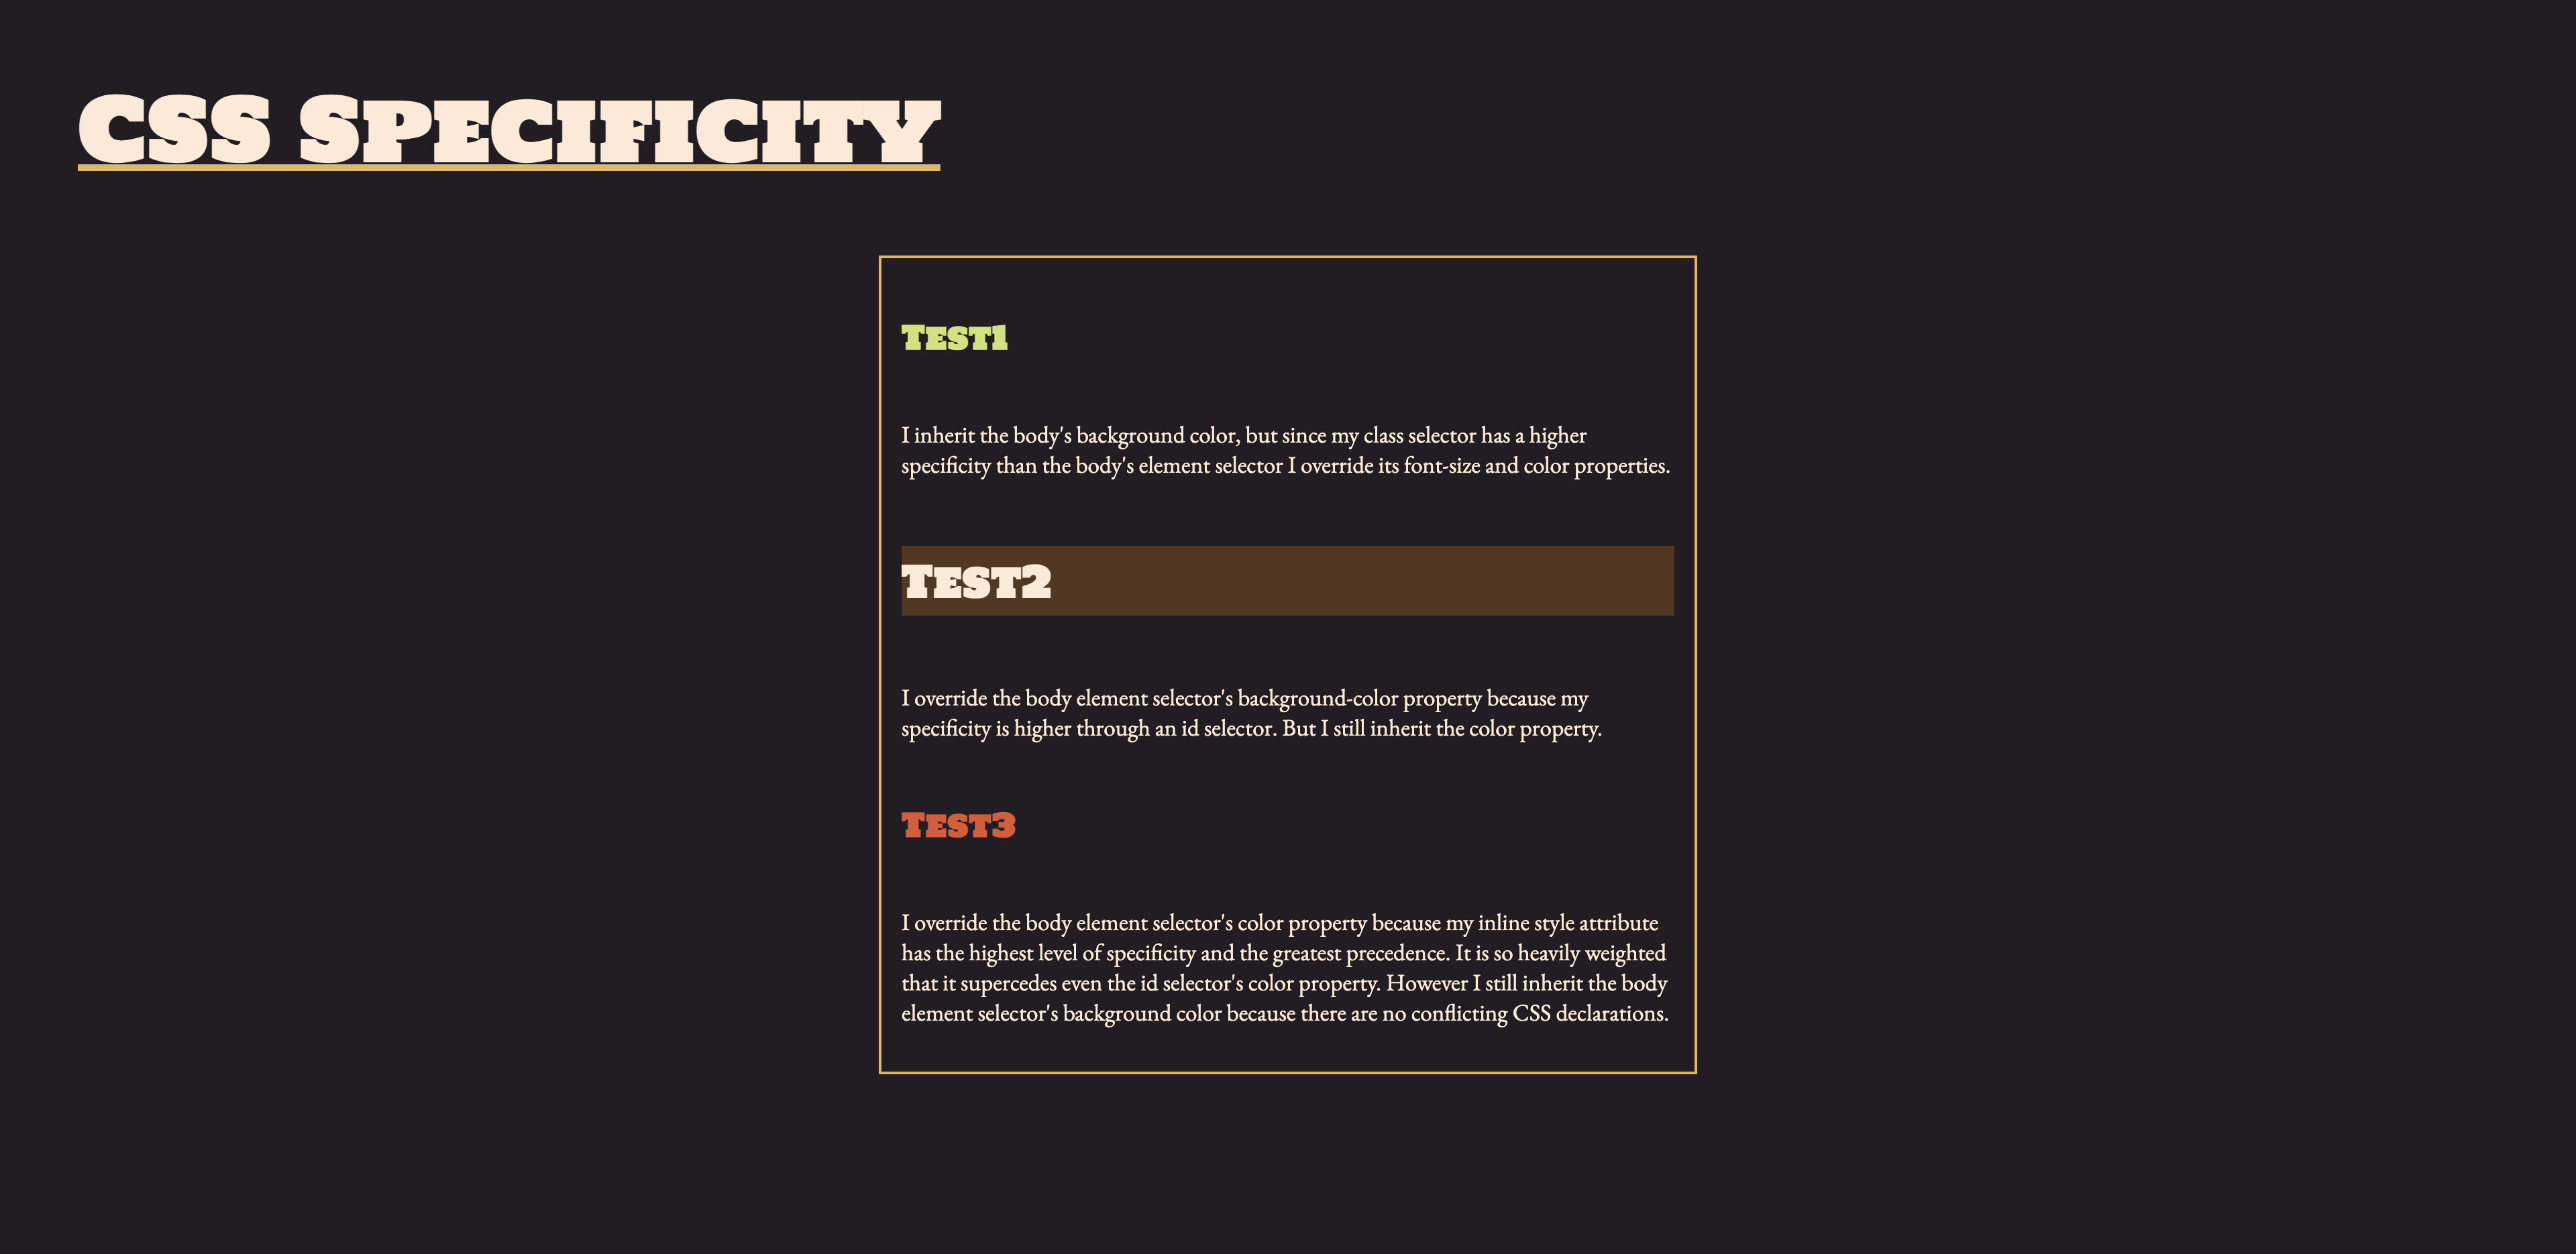 CSS Specificity
Test1
I inherit the body's background color, but since my class selector has a higher
specificity than the body's element selector I override its font-size and color properties.
Test2
I override the body element selector's background-color property because my
specificity is higher through an id selector. But I still inherit the color property.
Test3
I override the body element selector's color property because my inline style attribute
has the highest level of specificity and the greatest precedence. It is so heavily weighted
that it supercedes even the id selector's color property. However I still inherit the body
element selector's background color because there are no conflicting CSS declarations.